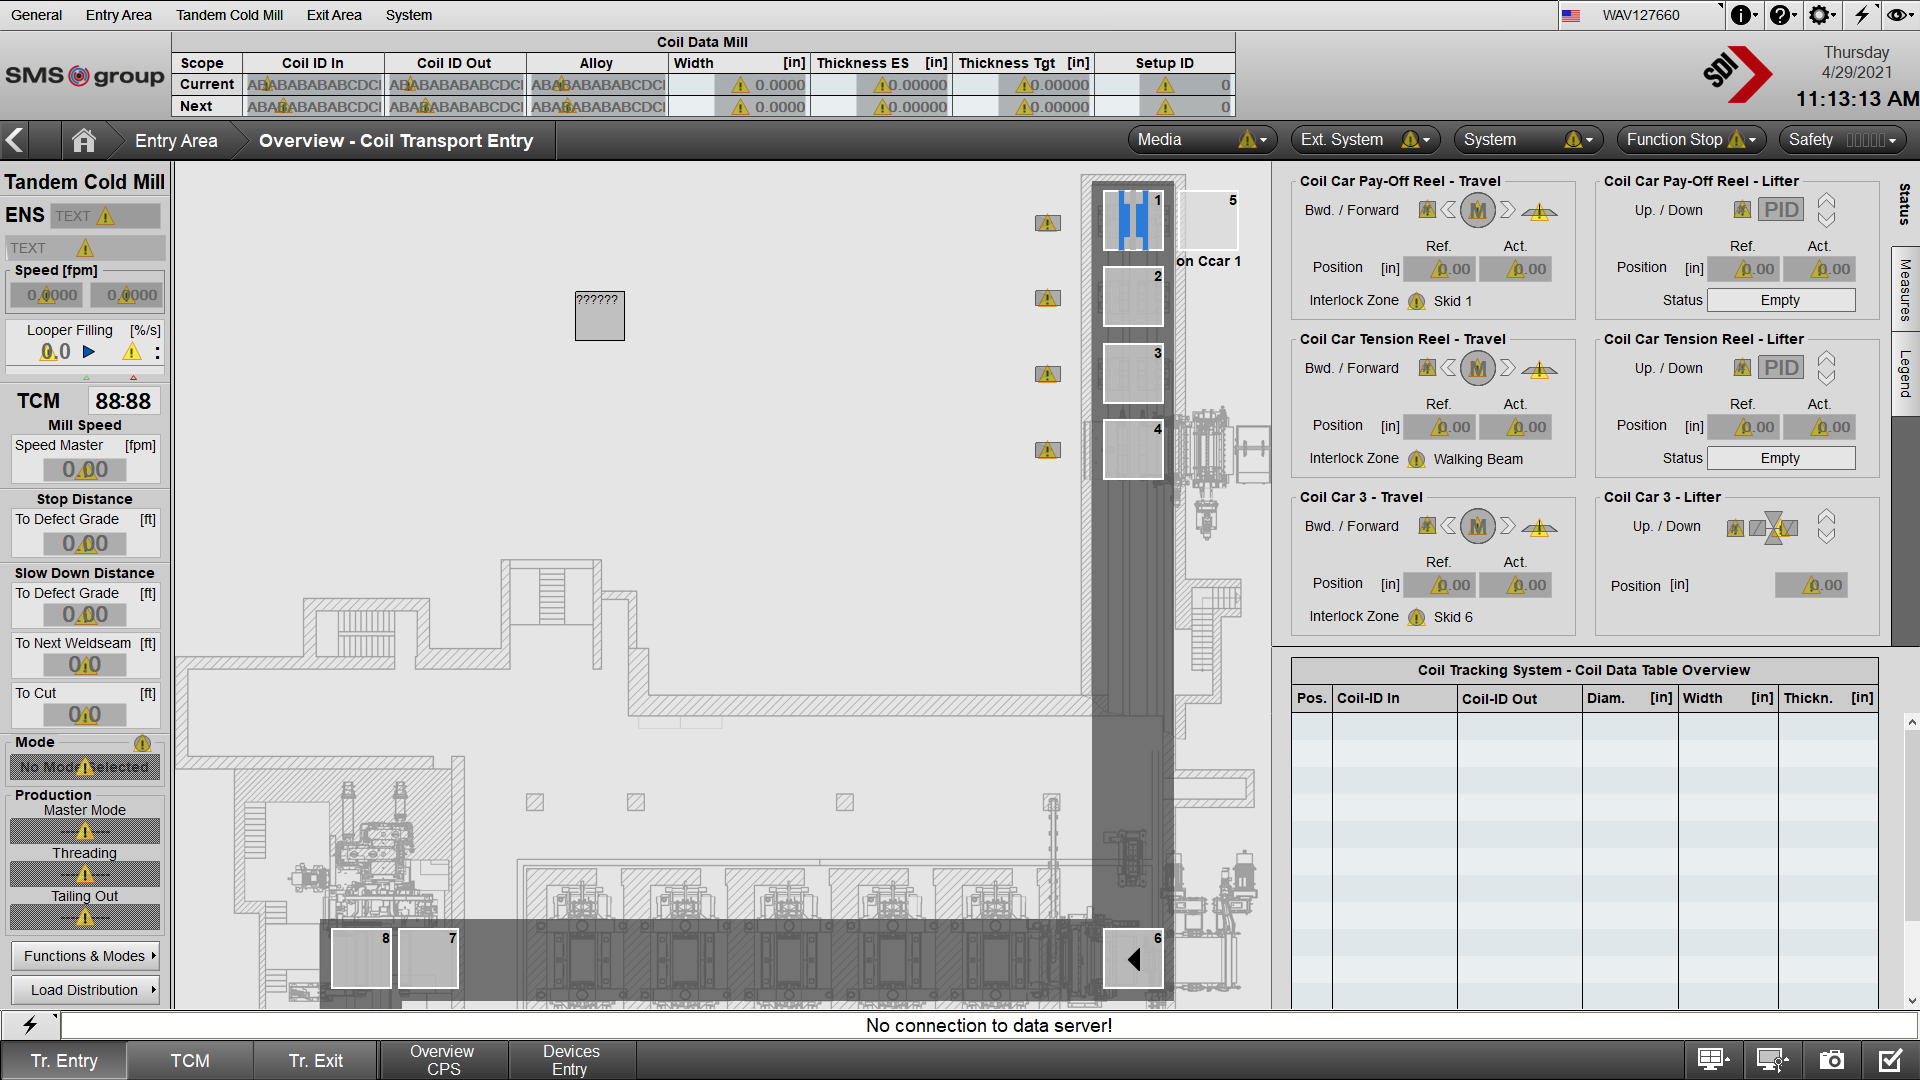 General Entry Area Tandem Cold Mill Exit Area System WAV127660
SMS group
Coil Data Mill
Scope Coil ID In Coil ID Out Alloy Width [in] Thickness ES [in] Thickness Tgt [in] Setup ID
Current ABABABABABCDCI ABABABABABCDCI ABABABABABCDCI 0.0000 0.00000 0.00000 0
Next ABABABABABCDCI ABABABABABCDCI ABABABABABCDCI 0.0000 0.00000 0.00000 0
SDI
Thursday
4/29/2021
11:13:13 AM
Entry Area Overview - Coil Transport Entry Media Ext. System System Function Stop Safety
Tandem Cold Mill
ENS TEXT
TEXT
Speed [fpm]
0.0000 0.0000
Looper Filling [%/s]
0.0 :
TCM 88:88
Mill Speed
Speed Master [fpm]
0.00
Stop Distance
To Defect Grade [ft]
0.00
Slow Down Distance
To Defect Grade [ft]
0.00
To Next Weldseam [ft]
0.0
To Cut [ft]
0.0
Mode
No Mode Selected
Production
Master Mode
Threading
Tailing Out
Functions & Modes
Load Distribution
??????
1 5
on Ccar 1
2
3
4
8 7 6
Coil Car Pay-Off Reel - Travel
Bwd. / Forward M
Ref. Act.
Position [in] 0.00 0.00
Interlock Zone Skid 1
Coil Car Pay-Off Reel - Lifter
Up. / Down PID
Ref. Act.
Position [in] 0.00 0.00
Status Empty
Coil Car Tension Reel - Travel
Bwd. / Forward M
Ref. Act.
Position [in] 0.00 0.00
Interlock Zone Walking Beam
Coil Car Tension Reel - Lifter
Up. / Down PID
Ref. Act.
Position [in] 0.00 0.00
Status Empty
Coil Car 3 - Travel
Bwd. / Forward M
Ref. Act.
Position [in] 0.00 0.00
Interlock Zone Skid 6
Coil Car 3 - Lifter
Up. / Down
Position [in] 0.00
Status
Measures
Legend
Coil Tracking System - Coil Data Table Overview
Pos. Coil-ID In Coil-ID Out Diam. [in] Width [in] Thickn. [in]
No connection to data server!
Tr. Entry TCM Tr. Exit Overview CPS Devices Entry